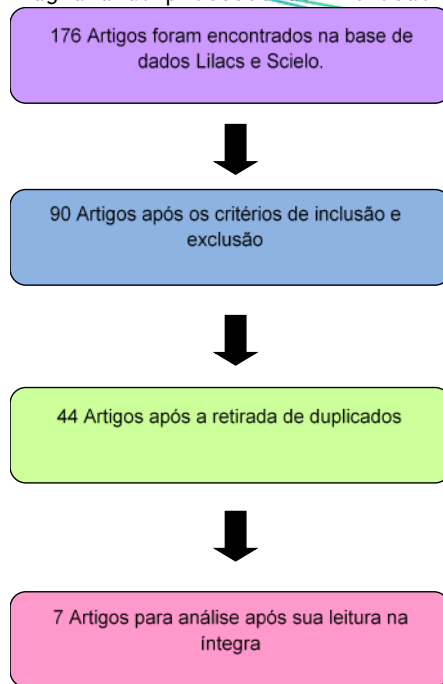 176 Artigos foram encontrados na base de
dados Lilacs e Scielo.
90 Artigos após os critérios de inclusão e
exclusão
44 Artigos após a retirada de duplicados
7 Artigos para análise após sua leitura na
íntegra